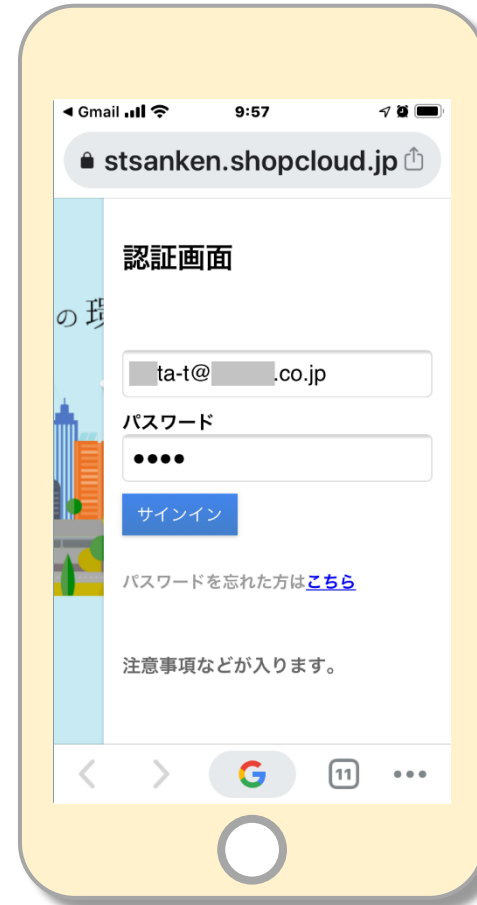 ◀ Gmail 9:57
stsanken.shopcloud.jp
認証画面
の 環
ta-t@ .co.jp
パスワード
●●●●
サインイン
パスワードを忘れた方はこちら
注意事項などが入ります。
G 11 •••